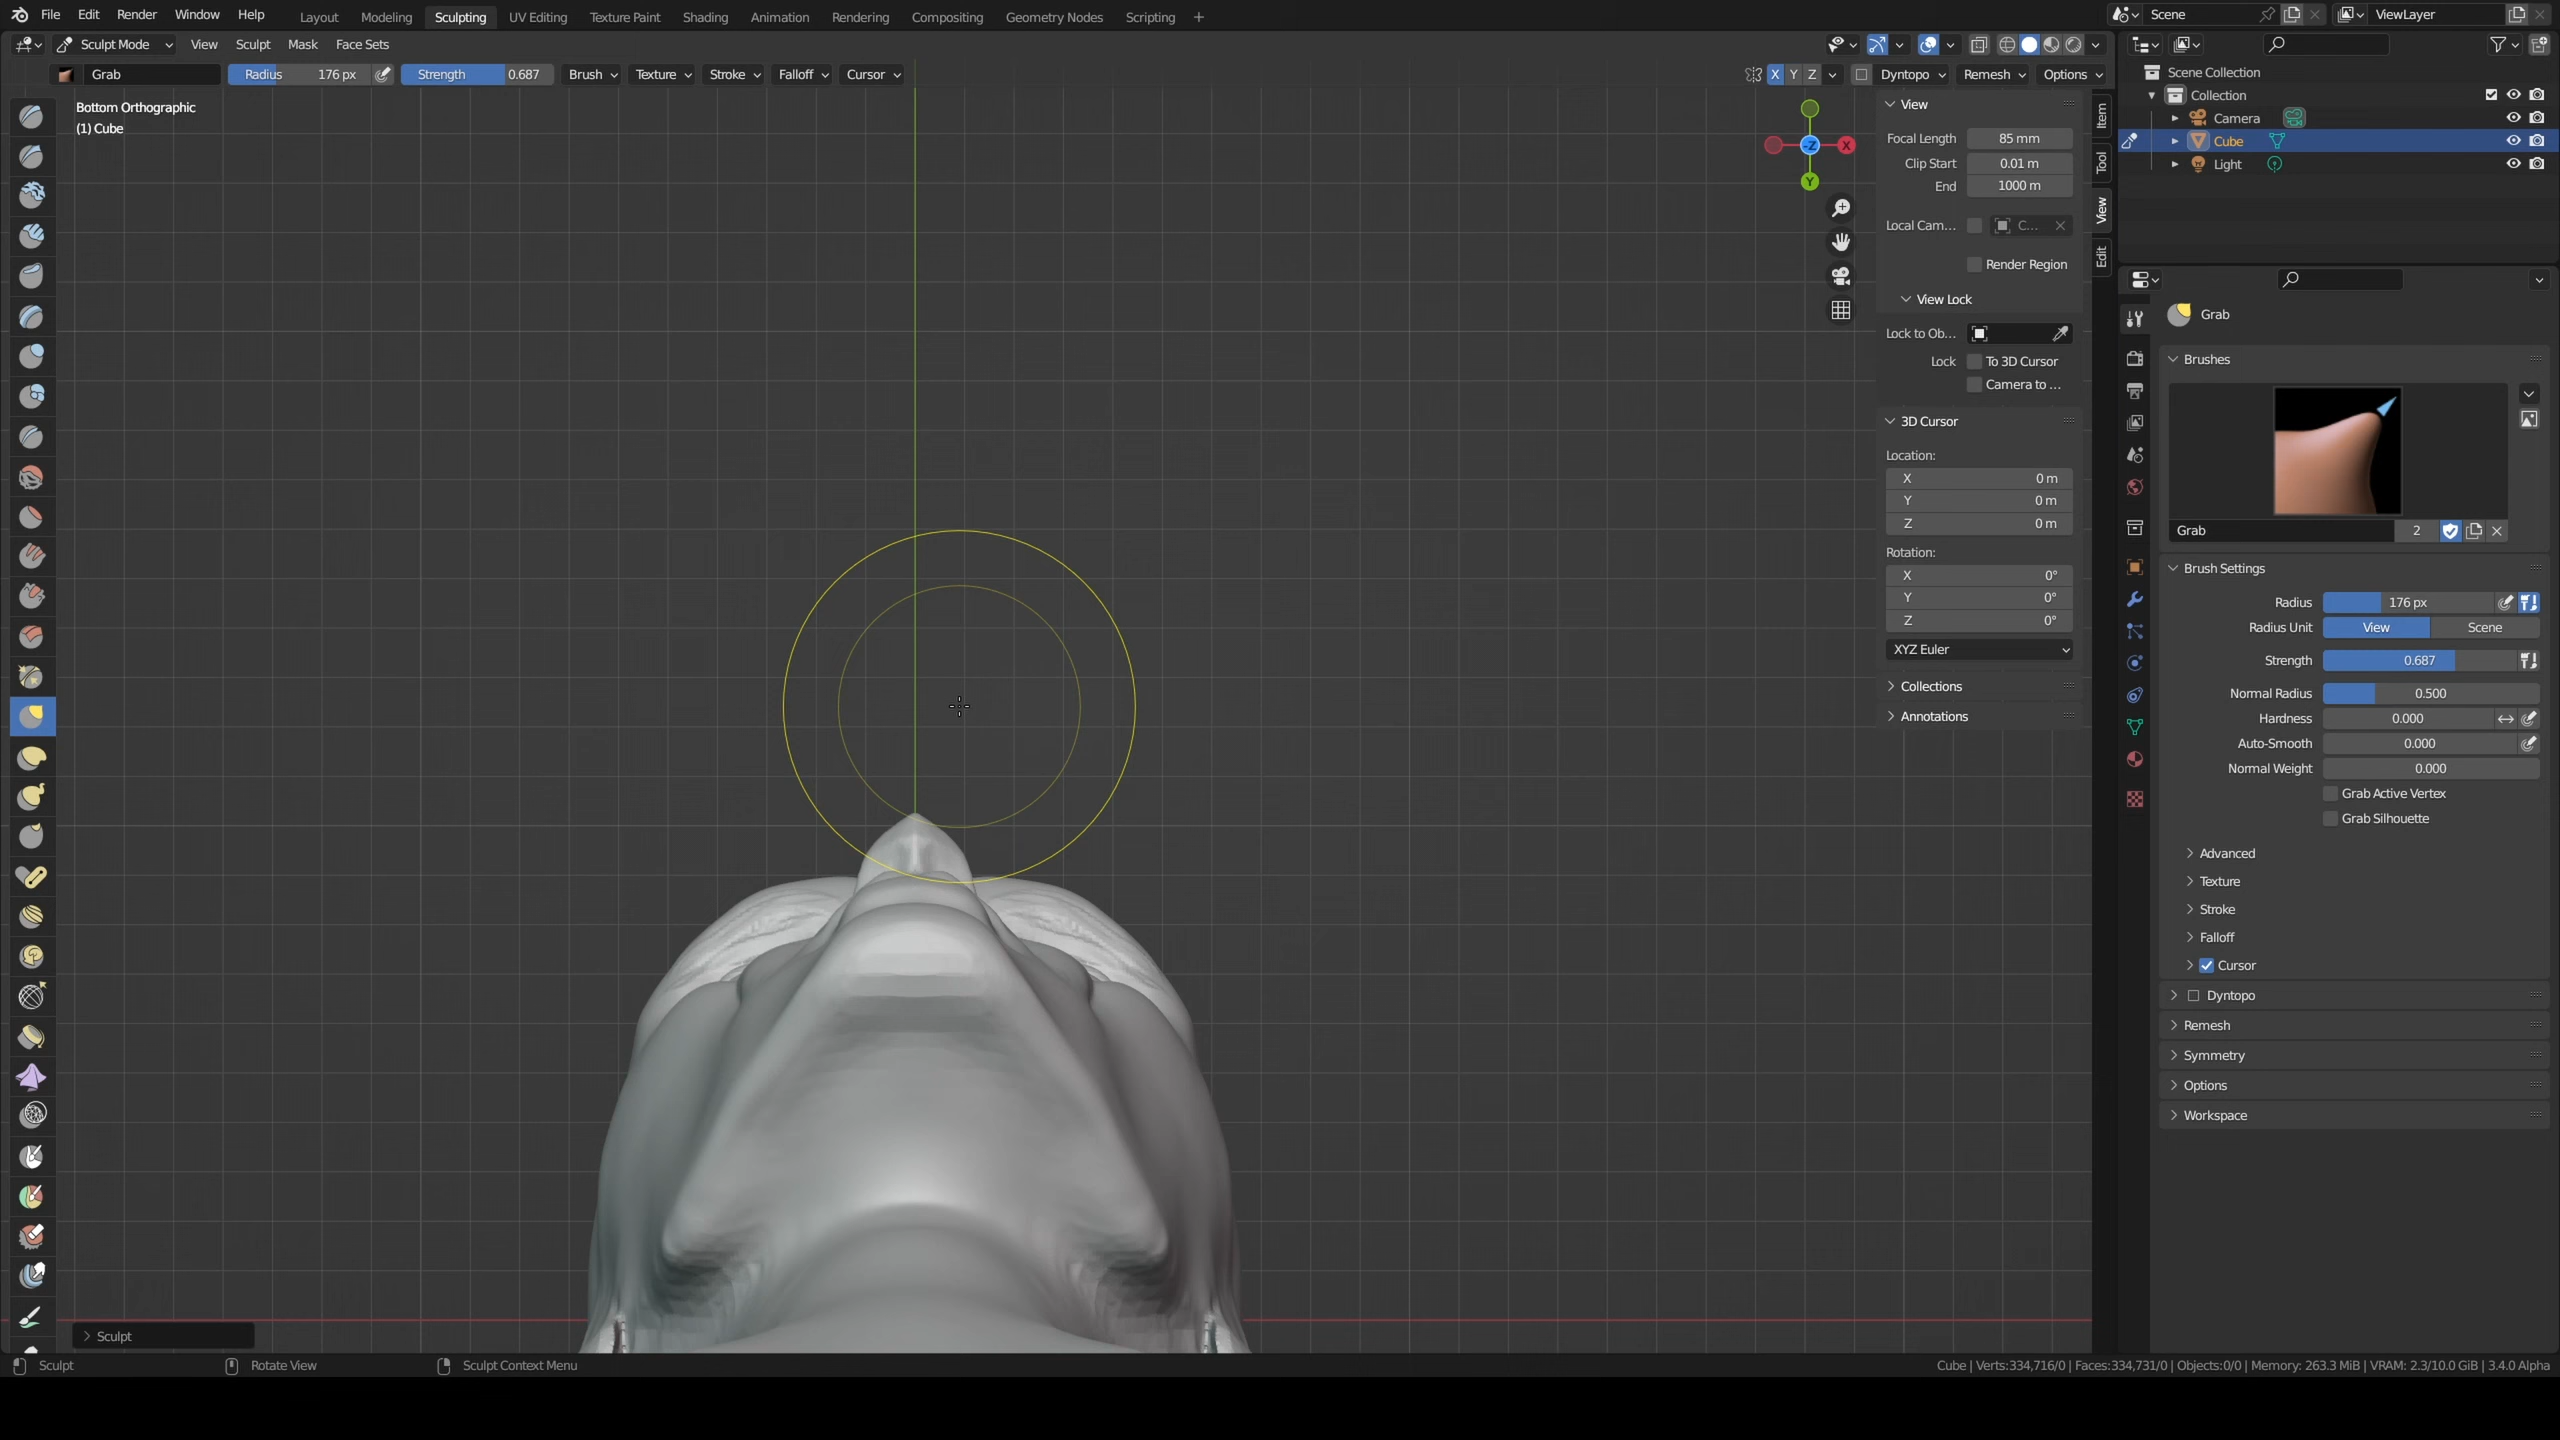 File Edit Render Window Help Layout Modeling Sculpting UV Editing Texture Paint Shading Animation Rendering Compositing Geometry Nodes Scripting + Scene ViewLayer
Sculpt Mode View Sculpt Mask Face Sets
Grab Radius 176 px Strength 0.687 Brush Texture Stroke Falloff Cursor X Y Z Dyntopo Remesh Options
Bottom Orthographic
(1) Cube
-Z
X
Y
View
Focal Length 85 mm
Clip Start 0.01 m
End 1000 m
Local Cam... C...
Render Region
View Lock
Lock to Ob...
Lock To 3D Cursor
Camera to ...
3D Cursor
Location:
X 0 m
Y 0 m
Z 0 m
Rotation:
X 0°
Y 0°
Z 0°
XYZ Euler
Collections
Annotations
Item
Tool
View
Edit
Scene Collection
Collection
Camera
Cube
Light
Grab
Brushes
Grab 2
Brush Settings
Radius 176 px
Radius Unit View Scene
Strength 0.687
Normal Radius 0.500
Hardness 0.000
Auto-Smooth 0.000
Normal Weight 0.000
Grab Active Vertex
Grab Silhouette
Advanced
Texture
Stroke
Falloff
Cursor
Dyntopo
Remesh
Symmetry
Options
Workspace
Sculpt
Sculpt Rotate View Sculpt Context Menu Cube | Verts:334,716/0 | Faces:334,731/0 | Objects:0/0 | Memory: 263.3 MiB | VRAM: 2.3/10.0 GiB | 3.4.0 Alpha